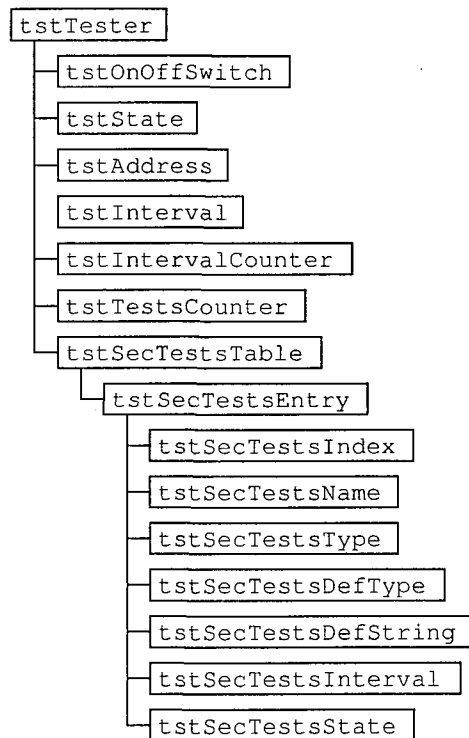 tstTester
tstOnOffSwitch
tstState
tstAddress
tstInterval
tstIntervalCounter
tstTestsCounter
tstSecTestsTable
tstSecTestsEntry
tstSecTestsIndex
tstSecTestsName
tstSecTestsType
tstSecTestsDefType
tstSecTestsDefString
tstSecTestsInterval
tstSecTestsState